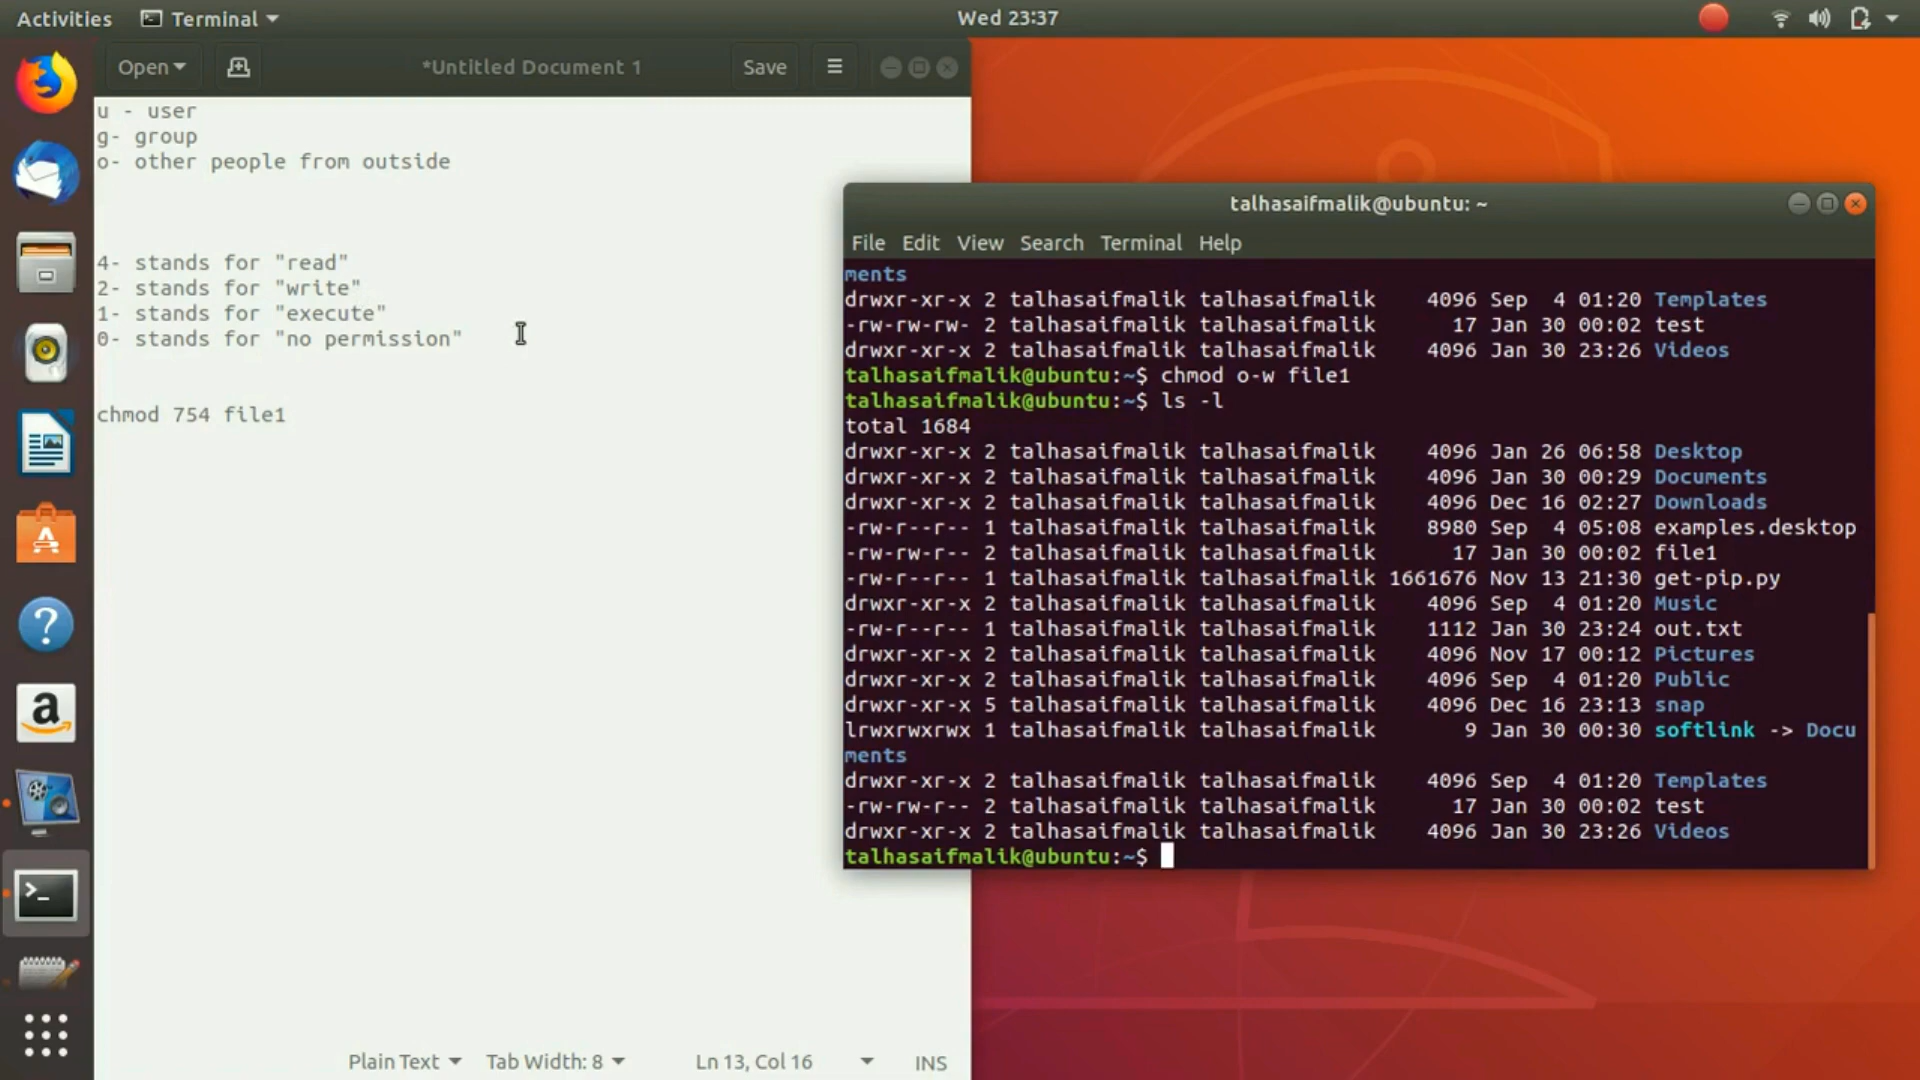 Activities
Terminal
Wed 23:37
Open
*Untitled Document 1
Save
u - user
g- group
o- other people from outside
4- stands for "read"
2- stands for "write"
1- stands for "execute"
0- stands for "no permission"
chmod 754 file1
Plain Text
Tab Width: 8
Ln 13, Col 16
INS
talhasaifmalik@ubuntu: ~
File Edit View Search Terminal Help
ments
drwxr-xr-x 2 talhasaifmalik talhasaifmalik    4096 Sep  4 01:20 Templates
-rw-rw-rw- 2 talhasaifmalik talhasaifmalik      17 Jan 30 00:02 test
drwxr-xr-x 2 talhasaifmalik talhasaifmalik    4096 Jan 30 23:26 Videos
talhasaifmalik@ubuntu:~$ chmod o-w file1
talhasaifmalik@ubuntu:~$ ls -l
total 1684
drwxr-xr-x 2 talhasaifmalik talhasaifmalik    4096 Jan 26 06:58 Desktop
drwxr-xr-x 2 talhasaifmalik talhasaifmalik    4096 Jan 30 00:29 Documents
drwxr-xr-x 2 talhasaifmalik talhasaifmalik    4096 Dec 16 02:27 Downloads
-rw-r--r-- 1 talhasaifmalik talhasaifmalik    8980 Sep  4 05:08 examples.desktop
-rw-rw-r-- 2 talhasaifmalik talhasaifmalik      17 Jan 30 00:02 file1
-rw-r--r-- 1 talhasaifmalik talhasaifmalik 1661676 Nov 13 21:30 get-pip.py
drwxr-xr-x 2 talhasaifmalik talhasaifmalik    4096 Sep  4 01:20 Music
-rw-r--r-- 1 talhasaifmalik talhasaifmalik    1112 Jan 30 23:24 out.txt
drwxr-xr-x 2 talhasaifmalik talhasaifmalik    4096 Nov 17 00:12 Pictures
drwxr-xr-x 2 talhasaifmalik talhasaifmalik    4096 Sep  4 01:20 Public
drwxr-xr-x 5 talhasaifmalik talhasaifmalik    4096 Dec 16 23:13 snap
lrwxrwxrwx 1 talhasaifmalik talhasaifmalik       9 Jan 30 00:30 softlink -> Docu
ments
drwxr-xr-x 2 talhasaifmalik talhasaifmalik    4096 Sep  4 01:20 Templates
-rw-rw-r-- 2 talhasaifmalik talhasaifmalik      17 Jan 30 00:02 test
drwxr-xr-x 2 talhasaifmalik talhasaifmalik    4096 Jan 30 23:26 Videos
talhasaifmalik@ubuntu:~$